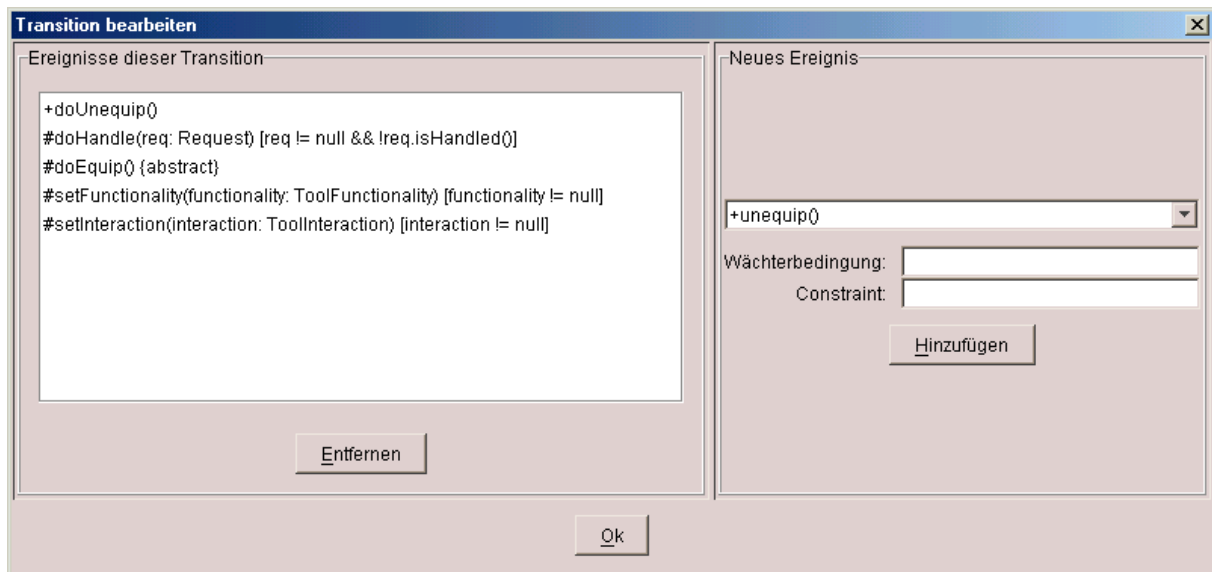 Transition bearbeiten
Ereignisse dieser Transition
+doUnequip()
#doHandle(req: Request) [req != null && !req.isHandled()]
#doEquip() {abstract}
#setFunctionality(functionality: ToolFunctionality) [functionality != null]
#setInteraction(interaction: ToolInteraction) [interaction != null]
Entfernen
Neues Ereignis
+unequip()
Wächterbedingung:
Constraint:
Hinzufügen
Ok